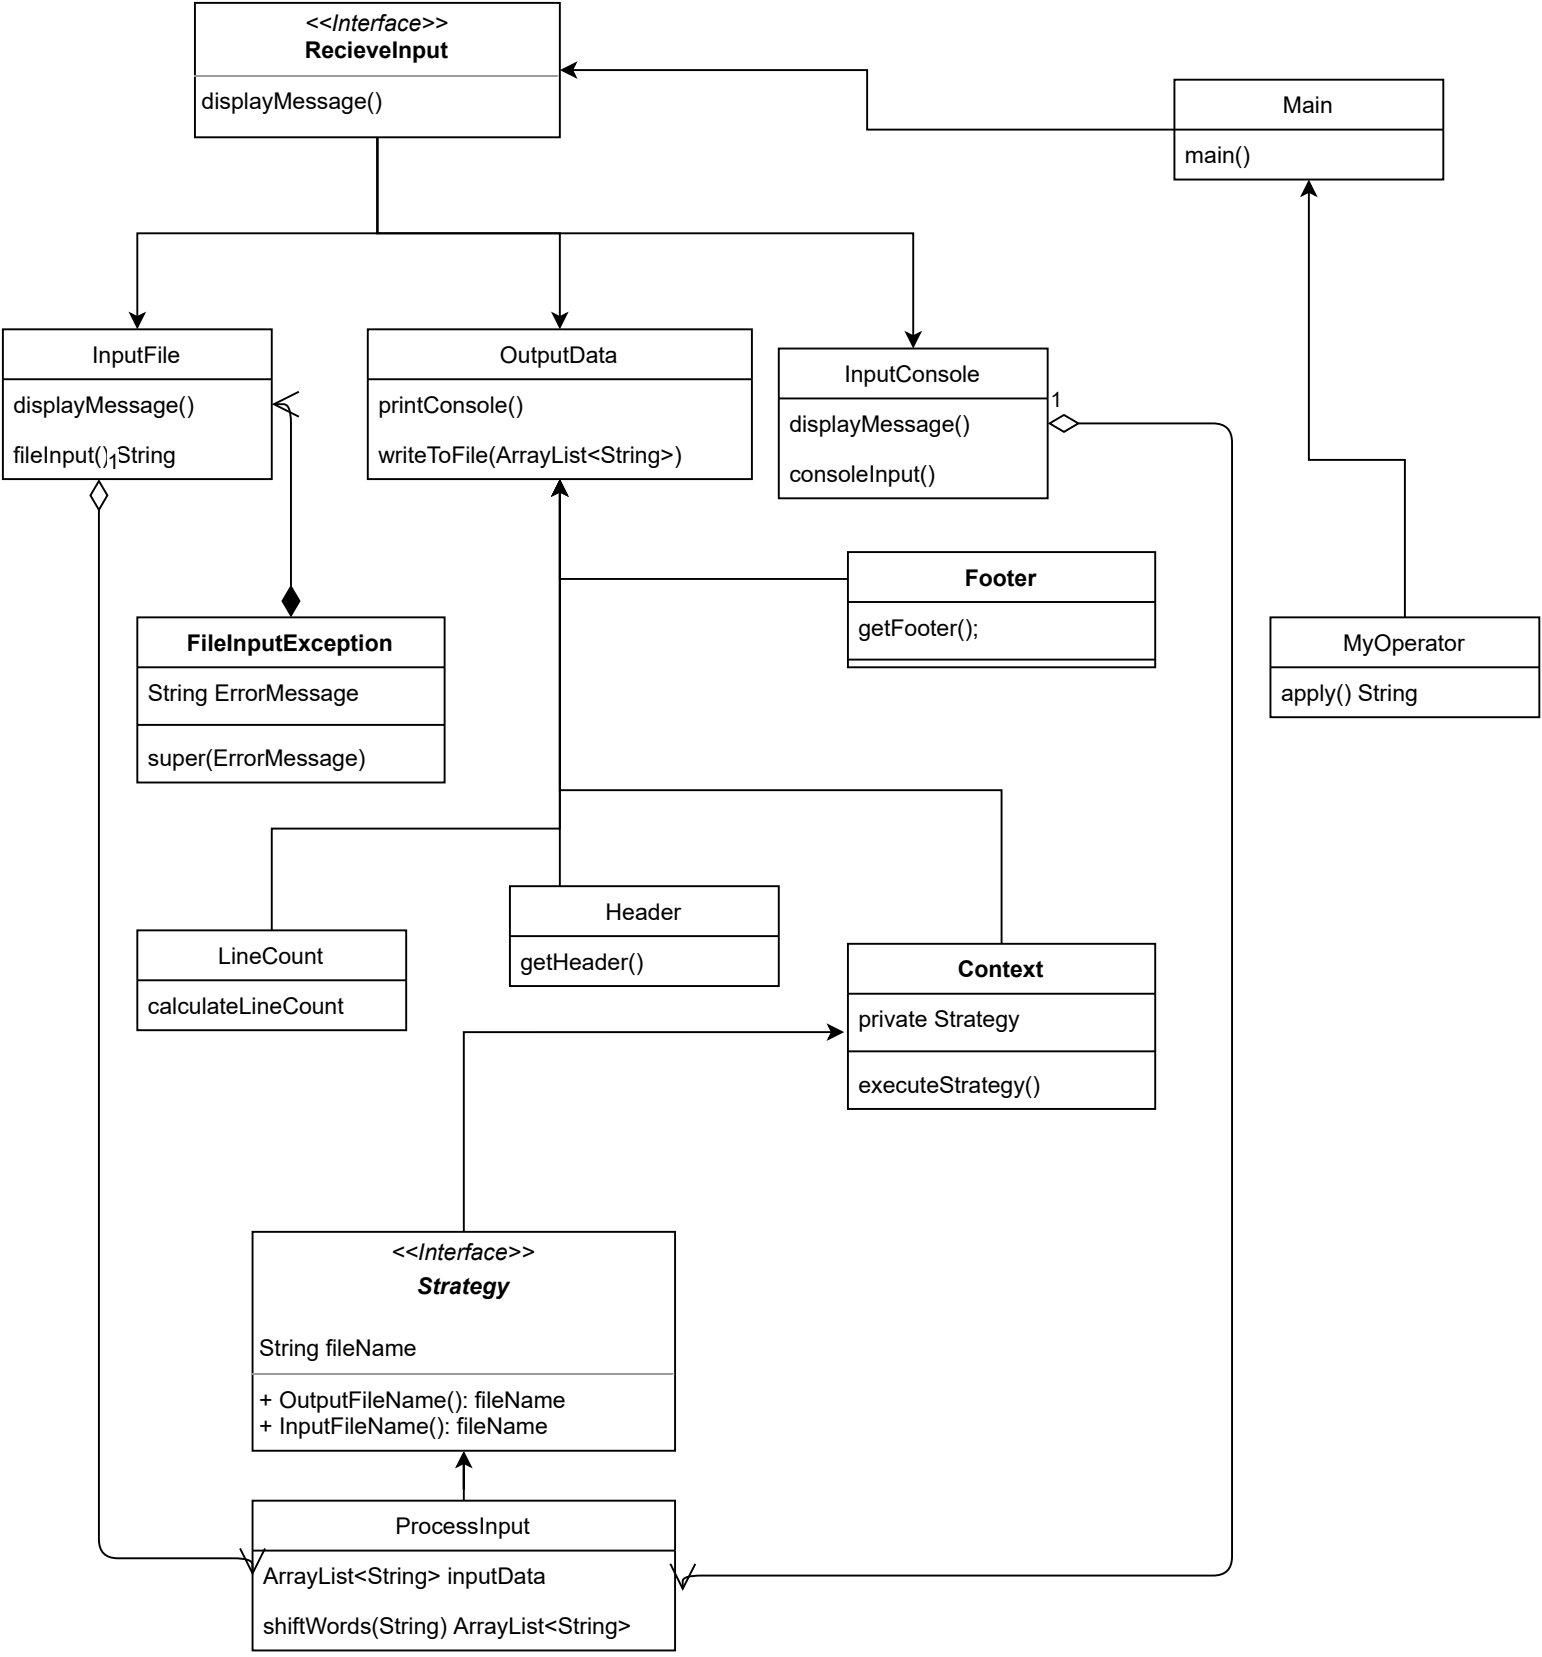 <<Interface>>
RecieveInput
displayMessage()
Main
main()
InputFile
displayMessage()
fileInput() String
1
OutputData
printConsole()
writeToFile(ArrayList<String>)
InputConsole
displayMessage()
consoleInput()
1
Footer
getFooter();
FileInputException
String ErrorMessage
super(ErrorMessage)
MyOperator
apply() String
LineCount
calculateLineCount
Header
getHeader()
Context
private Strategy
executeStrategy()
<<Interface>>
Strategy
String fileName
+ OutputFileName(): fileName
+ InputFileName(): fileName
ProcessInput
ArrayList<String> inputData
shiftWords(String) ArrayList<String>